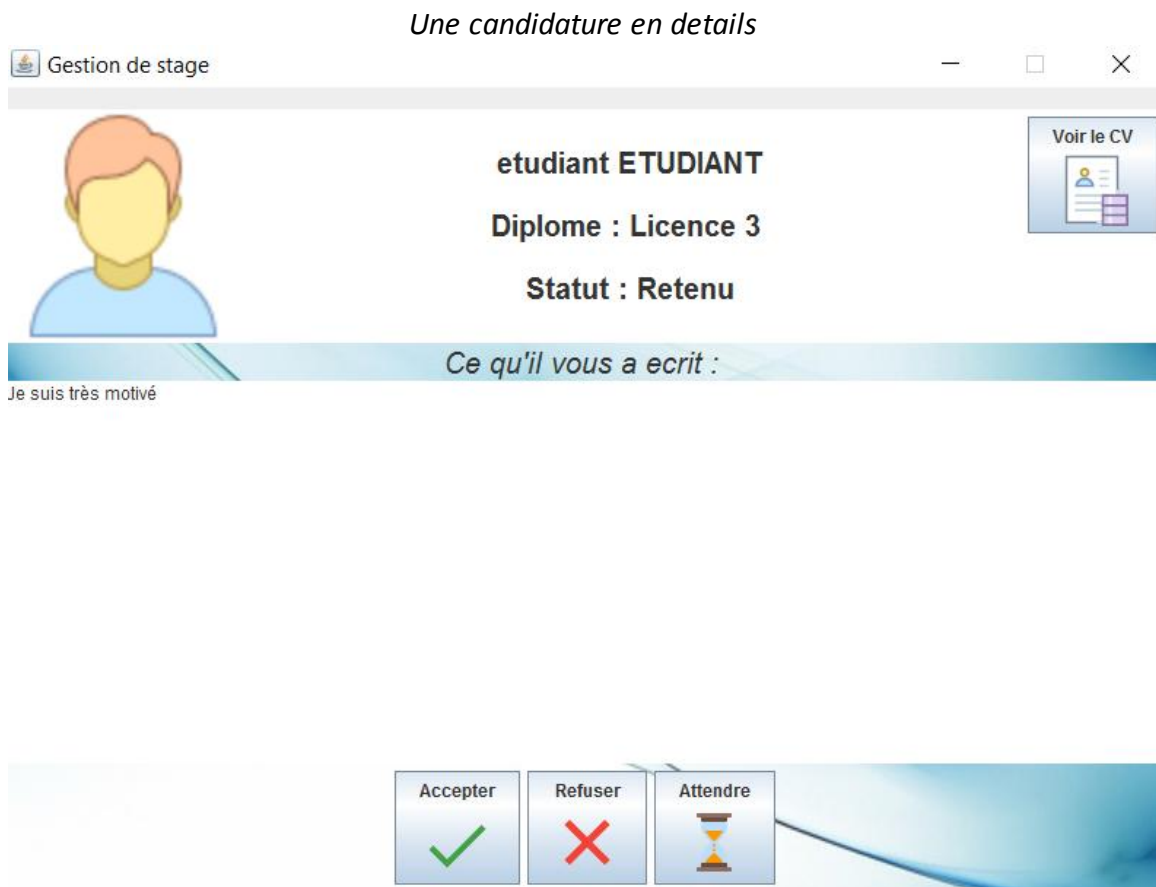 Une candidature en details
Gestion de stage
Voir le CV
etudiant ETUDIANT
Diplome : Licence 3
Statut : Retenu
Ce qu'il vous a ecrit :
Je suis très motivé
Accepter
Refuser
Attendre